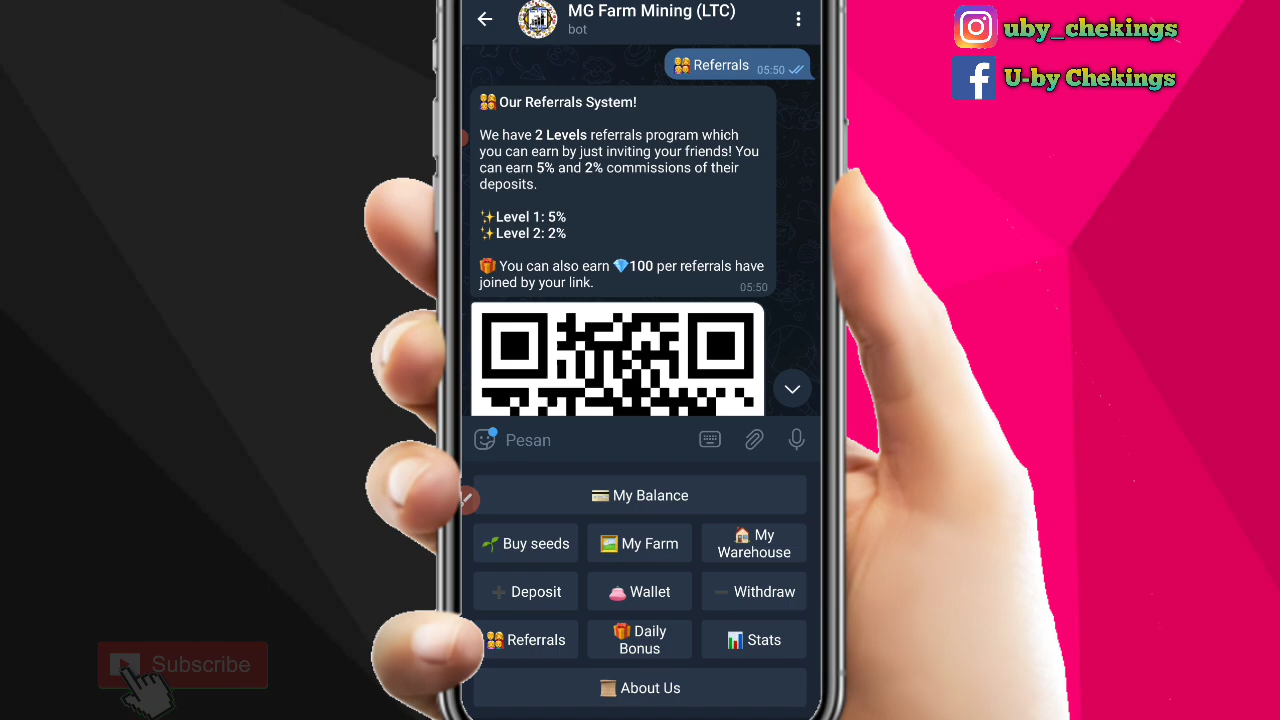 MG Farm Mining (LTC)
bot
uby_chekings
U-by Chekings
👭Referrals 05:50
👭Our Referrals System!
We have 2 Levels referrals program which
you can earn by just inviting your friends! You
can earn 5% and 2% commissions of their
deposits.
✨Level 1: 5%
✨Level 2: 2%
🎁 You can also earn 💎100 per referrals have
joined by your link.
05:50
Pesan
💳 My Balance
🌱 Buy seeds
🖼 My Farm
🏠 My
Warehouse
➕ Deposit
👛 Wallet
➖ Withdraw
👭Referrals
🎁 Daily
Bonus
📊 Stats
📜 About Us
Subscribe